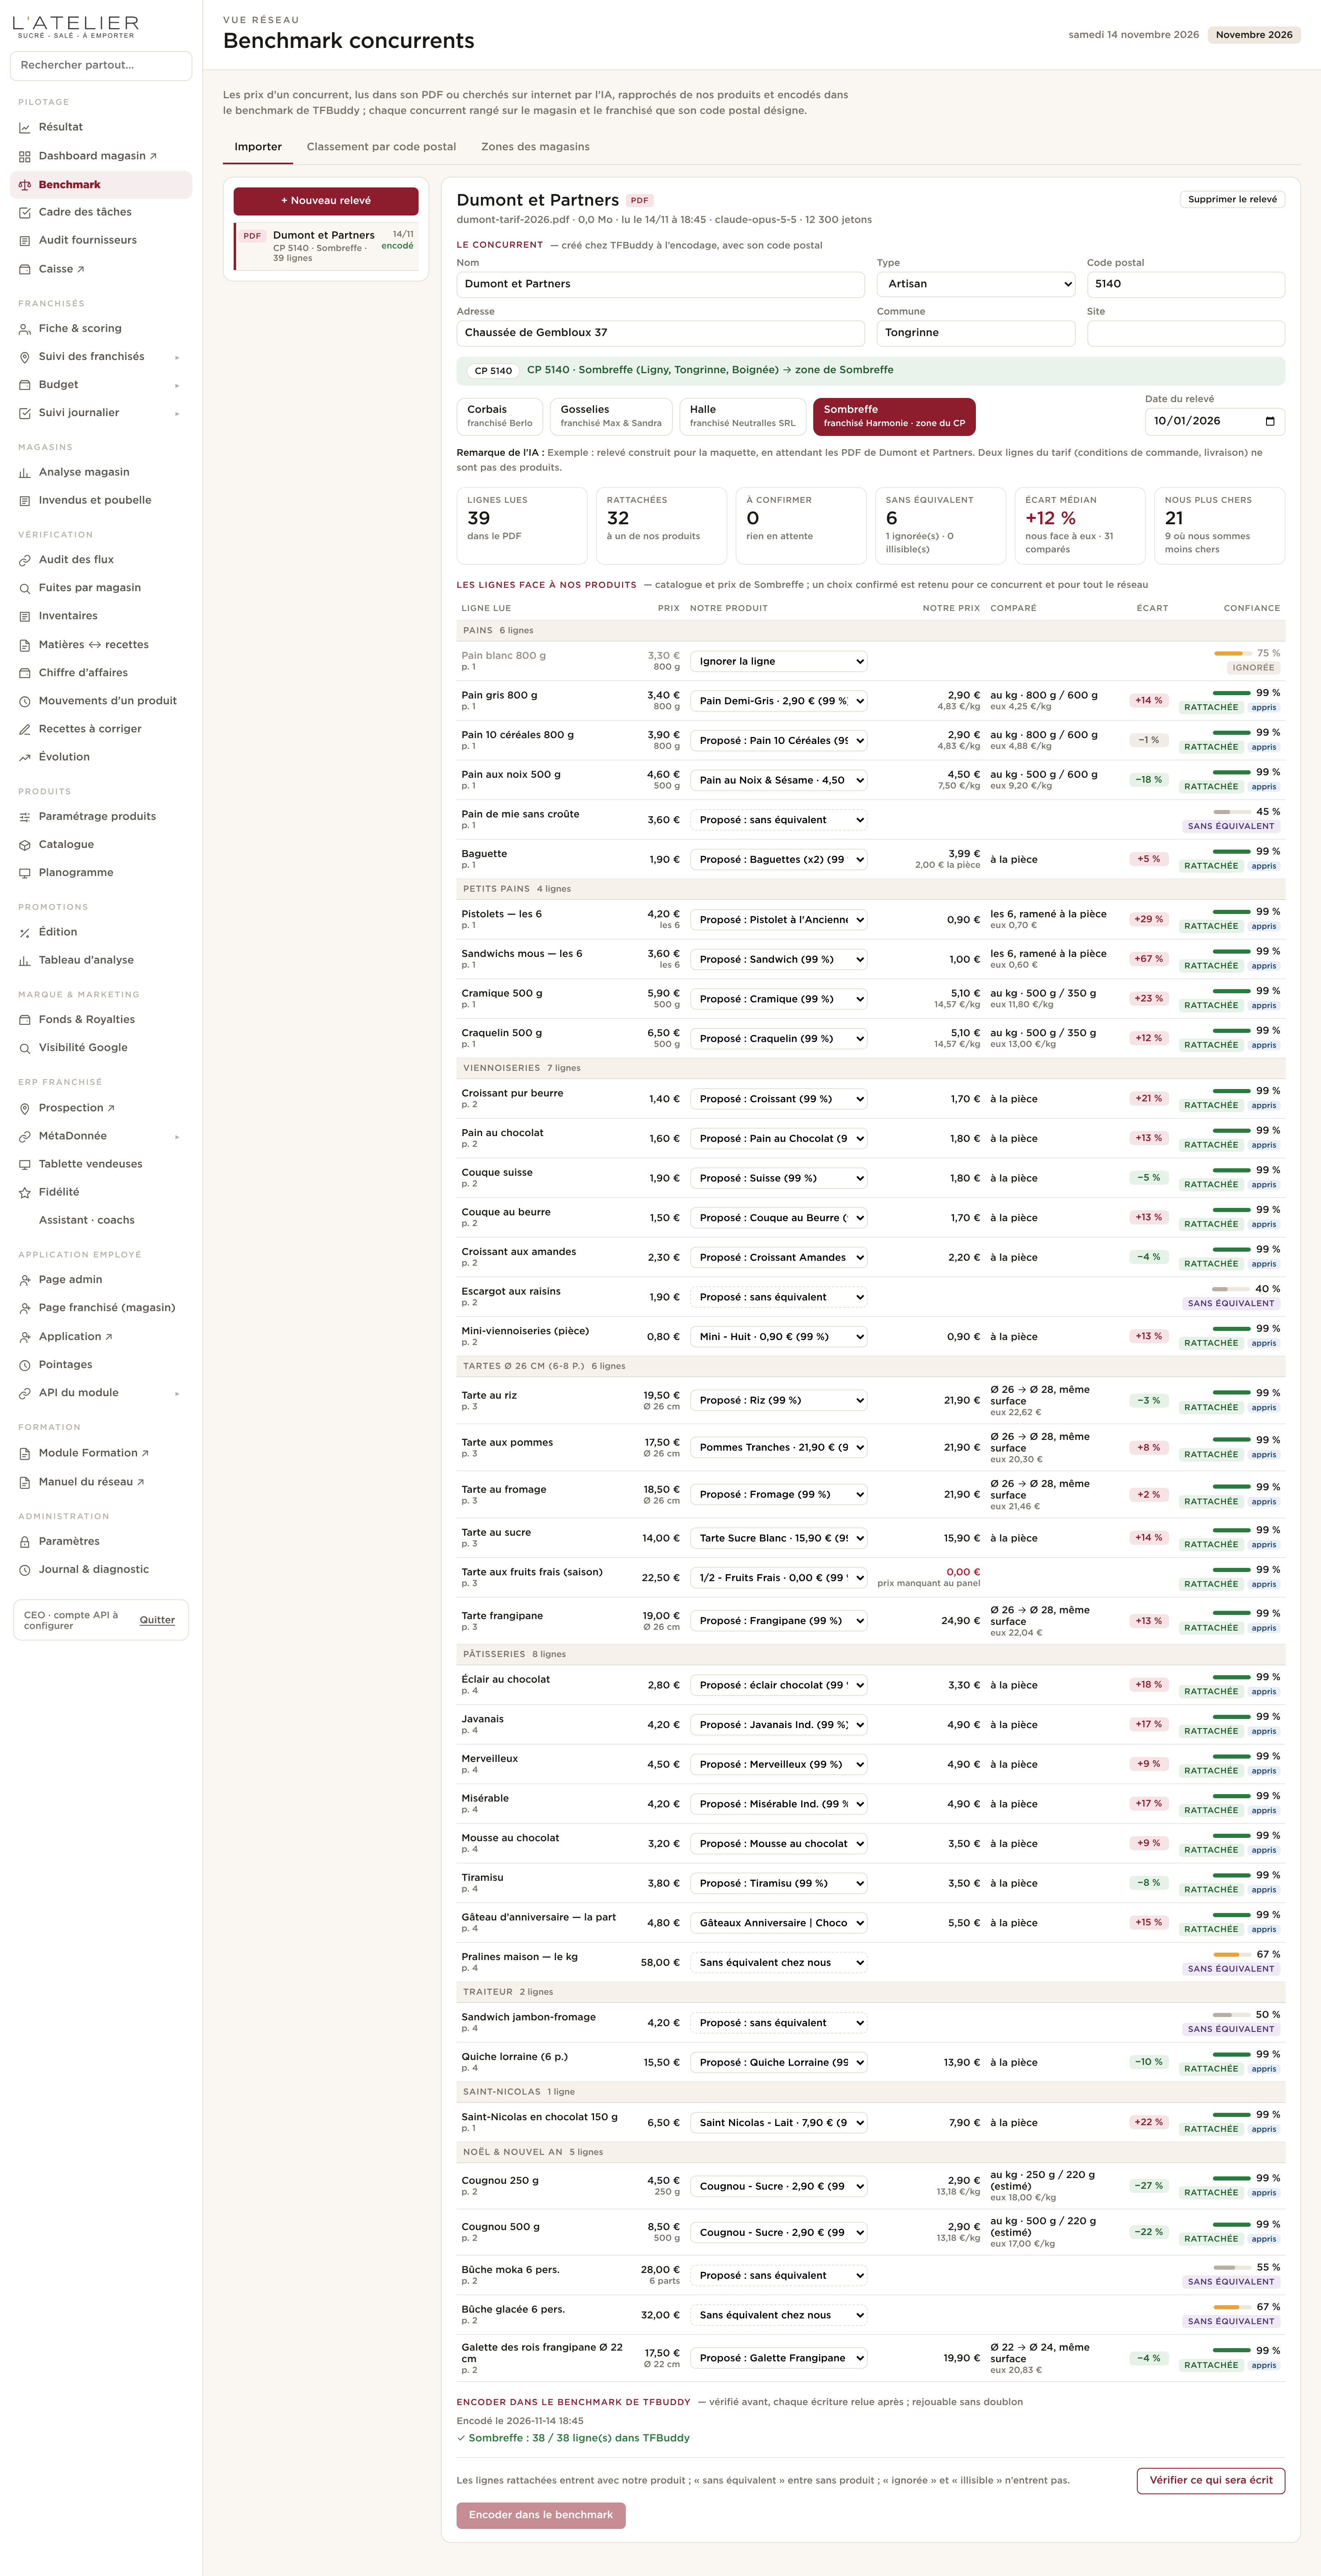 L'ATELIER
SUCRÉ - SALÉ - À EMPORTER
Rechercher partout…
PILOTAGE
Résultat
Dashboard magasin ↗
Benchmark
Cadre des tâches
Audit fournisseurs
Caisse ↗
FRANCHISÉS
Fiche & scoring
Suivi des franchisés
Budget
Suivi journalier
MAGASINS
Analyse magasin
Invendus et poubelle
VÉRIFICATION
Audit des flux
Fuites par magasin
Inventaires
Matières ↔ recettes
Chiffre d'affaires
Mouvements d'un produit
Recettes à corriger
Évolution
PRODUITS
Paramétrage produits
Catalogue
Planogramme
PROMOTIONS
Édition
Tableau d'analyse
MARQUE & MARKETING
Fonds & Royalties
Visibilité Google
ERP FRANCHISÉ
Prospection ↗
MétaDonnée
Tablette vendeuses
Fidélité
Assistant · coachs
APPLICATION EMPLOYÉ
Page admin
Page franchisé (magasin)
Application ↗
Pointages
API du module
FORMATION
Module Formation ↗
Manuel du réseau ↗
ADMINISTRATION
Paramètres
Journal & diagnostic
CEO · compte API à
configurer
Quitter
VUE RÉSEAU
Benchmark concurrents
samedi 14 novembre 2026 Novembre 2026
Les prix d'un concurrent, lus dans son PDF ou cherchés sur internet par l'IA, rapprochés de nos produits et encodés dans
le benchmark de TFBuddy ; chaque concurrent rangé sur le magasin et le franchisé que son code postal désigne.
Importer Classement par code postal Zones des magasins
+ Nouveau relevé
PDF Dumont et Partners 14/11
CP 5140 · Sombreffe · encodé
39 lignes
Dumont et Partners PDF Supprimer le relevé
dumont-tarif-2026.pdf · 0,0 Mo · lu le 14/11 à 18:45 · claude-opus-5-5 · 12 300 jetons
LE CONCURRENT — créé chez TFBuddy à l'encodage, avec son code postal
Nom Type Code postal
Dumont et Partners Artisan 5140
Adresse Commune Site
Chaussée de Gembloux 37 Tongrinne
CP 5140 CP 5140 · Sombreffe (Ligny, Tongrinne, Boignée) → zone de Sombreffe
Corbais Gosselies Halle Sombreffe Date du relevé
franchisé Berlo franchisé Max & Sandra franchisé Neutralles SRL franchisé Harmonie · zone du CP 10/01/2026
Remarque de l'IA : Exemple : relevé construit pour la maquette, en attendant les PDF de Dumont et Partners. Deux lignes du tarif (conditions de commande, livraison) ne
sont pas des produits.
LIGNES LUES RATTACHÉES À CONFIRMER SANS ÉQUIVALENT ÉCART MÉDIAN NOUS PLUS CHERS
39 32 0 6 +12 % 21
dans le PDF à un de nos produits rien en attente 1 ignorée(s) · 0 nous face à eux · 31 9 où nous sommes
illisible(s) comparés moins chers
LES LIGNES FACE À NOS PRODUITS — catalogue et prix de Sombreffe ; un choix confirmé est retenu pour ce concurrent et pour tout le réseau
LIGNE LUE PRIX NOTRE PRODUIT NOTRE PRIX COMPARÉ ÉCART CONFIANCE
PAINS 6 lignes
Pain blanc 800 g 3,30 € Ignorer la ligne 75 %
p. 1 800 g IGNORÉE
Pain gris 800 g 3,40 € Pain Demi-Gris · 2,90 € (99 %) 2,90 € au kg · 800 g / 600 g +14 % 99 %
p. 1 800 g 4,83 €/kg eux 4,25 €/kg RATTACHÉE appris
Pain 10 céréales 800 g 3,90 € Proposé : Pain 10 Céréales (99 2,90 € au kg · 800 g / 600 g −1 % 99 %
p. 1 800 g 4,83 €/kg eux 4,88 €/kg RATTACHÉE appris
Pain aux noix 500 g 4,60 € Pain au Noix & Sésame · 4,50 4,50 € au kg · 500 g / 600 g −18 % 99 %
p. 1 500 g 7,50 €/kg eux 9,20 €/kg RATTACHÉE appris
Pain de mie sans croûte 3,60 € Proposé : sans équivalent 45 %
p. 1 SANS ÉQUIVALENT
Baguette 1,90 € Proposé : Baguettes (x2) (99 3,99 € à la pièce +5 % 99 %
p. 1 2,00 € la pièce RATTACHÉE appris
PETITS PAINS 4 lignes
Pistolets — les 6 4,20 € Proposé : Pistolet à l'Ancienne 0,90 € les 6, ramené à la pièce +29 % 99 %
p. 1 les 6 eux 0,70 € RATTACHÉE appris
Sandwichs mous — les 6 3,60 € Proposé : Sandwich (99 %) 1,00 € les 6, ramené à la pièce +67 % 99 %
p. 1 les 6 eux 0,60 € RATTACHÉE appris
Cramique 500 g 5,90 € Proposé : Cramique (99 %) 5,10 € au kg · 500 g / 350 g +23 % 99 %
p. 1 500 g 14,57 €/kg eux 11,80 €/kg RATTACHÉE appris
Craquelin 500 g 6,50 € Proposé : Craquelin (99 %) 5,10 € au kg · 500 g / 350 g +12 % 99 %
p. 1 500 g 14,57 €/kg eux 13,00 €/kg RATTACHÉE appris
VIENNOISERIES 7 lignes
Croissant pur beurre 1,40 € Proposé : Croissant (99 %) 1,70 € à la pièce +21 % 99 %
p. 2 RATTACHÉE appris
Pain au chocolat 1,60 € Proposé : Pain au Chocolat (9 1,80 € à la pièce +13 % 99 %
p. 2 RATTACHÉE appris
Couque suisse 1,90 € Proposé : Suisse (99 %) 1,80 € à la pièce −5 % 99 %
p. 2 RATTACHÉE appris
Couque au beurre 1,50 € Proposé : Couque au Beurre ( 1,70 € à la pièce +13 % 99 %
p. 2 RATTACHÉE appris
Croissant aux amandes 2,30 € Proposé : Croissant Amandes 2,20 € à la pièce −4 % 99 %
p. 2 RATTACHÉE appris
Escargot aux raisins 1,90 € Proposé : sans équivalent 40 %
p. 2 SANS ÉQUIVALENT
Mini-viennoiseries (pièce) 0,80 € Mini - Huit · 0,90 € (99 %) 0,90 € à la pièce +13 % 99 %
p. 2 RATTACHÉE appris
TARTES Ø 26 CM (6-8 P.) 6 lignes
Tarte au riz 19,50 € Proposé : Riz (99 %) 21,90 € Ø 26 → Ø 28, même surface −3 % 99 %
p. 3 Ø 26 cm eux 22,62 € RATTACHÉE appris
Tarte aux pommes 17,50 € Pommes Tranches · 21,90 € (9 21,90 € Ø 26 → Ø 28, même surface +8 % 99 %
p. 3 Ø 26 cm eux 20,30 € RATTACHÉE appris
Tarte au fromage 18,50 € Proposé : Fromage (99 %) 21,90 € Ø 26 → Ø 28, même surface +2 % 99 %
p. 3 Ø 26 cm eux 21,46 € RATTACHÉE appris
Tarte au sucre 14,00 € Tarte Sucre Blanc · 15,90 € (99 15,90 € à la pièce +14 % 99 %
p. 3 RATTACHÉE appris
Tarte aux fruits frais (saison) 22,50 € 1/2 - Fruits Frais · 0,00 € (99 0,00 € 99 %
p. 3 prix manquant au panel RATTACHÉE appris
Tarte frangipane 19,00 € Proposé : Frangipane (99 %) 24,90 € Ø 26 → Ø 28, même surface +13 % 99 %
p. 3 Ø 26 cm eux 22,04 € RATTACHÉE appris
PÂTISSERIES 8 lignes
Éclair au chocolat 2,80 € Proposé : éclair chocolat (99 3,30 € à la pièce +18 % 99 %
p. 4 RATTACHÉE appris
Javanais 4,20 € Proposé : Javanais Ind. (99 %) 4,90 € à la pièce +17 % 99 %
p. 4 RATTACHÉE appris
Merveilleux 4,50 € Proposé : Merveilleux (99 %) 4,90 € à la pièce +9 % 99 %
p. 4 RATTACHÉE appris
Misérable 4,20 € Proposé : Misérable Ind. (99 % 4,90 € à la pièce +17 % 99 %
p. 4 RATTACHÉE appris
Mousse au chocolat 3,20 € Proposé : Mousse au chocolat 3,50 € à la pièce +9 % 99 %
p. 4 RATTACHÉE appris
Tiramisu 3,80 € Proposé : Tiramisu (99 %) 3,50 € à la pièce −8 % 99 %
p. 4 RATTACHÉE appris
Gâteau d'anniversaire — la part 4,80 € Gâteaux Anniversaire | Choco 5,50 € à la pièce +15 % 99 %
p. 4 RATTACHÉE appris
Pralines maison — le kg 58,00 € Sans équivalent chez nous 67 %
p. 4 SANS ÉQUIVALENT
TRAITEUR 2 lignes
Sandwich jambon-fromage 4,20 € Proposé : sans équivalent 50 %
p. 4 SANS ÉQUIVALENT
Quiche lorraine (6 p.) 15,50 € Proposé : Quiche Lorraine (99 13,90 € à la pièce −10 % 99 %
p. 4 RATTACHÉE appris
SAINT-NICOLAS 1 ligne
Saint-Nicolas en chocolat 150 g 6,50 € Saint Nicolas - Lait · 7,90 € (9 7,90 € à la pièce +22 % 99 %
p. 1 RATTACHÉE appris
NOËL & NOUVEL AN 5 lignes
Cougnou 250 g 4,50 € Cougnou - Sucre · 2,90 € (99 2,90 € au kg · 250 g / 220 g (estimé) −27 % 99 %
p. 2 250 g 13,18 €/kg eux 18,00 €/kg RATTACHÉE appris
Cougnou 500 g 8,50 € Cougnou - Sucre · 2,90 € (99 2,90 € au kg · 500 g / 220 g (estimé) −22 % 99 %
p. 2 500 g 13,18 €/kg eux 17,00 €/kg RATTACHÉE appris
Bûche moka 6 pers. 28,00 € Proposé : sans équivalent 55 %
p. 2 6 parts SANS ÉQUIVALENT
Bûche glacée 6 pers. 32,00 € Sans équivalent chez nous 67 %
p. 2 SANS ÉQUIVALENT
Galette des rois frangipane Ø 22 cm 17,50 € Proposé : Galette Frangipane 19,90 € Ø 22 → Ø 24, même surface −4 % 99 %
p. 2 Ø 22 cm eux 20,83 € RATTACHÉE appris
ENCODER DANS LE BENCHMARK DE TFBUDDY — vérifié avant, chaque écriture relue après ; rejouable sans doublon
Encodé le 2026-11-14 18:45
✓ Sombreffe : 38 / 38 ligne(s) dans TFBuddy
Les lignes rattachées entrent avec notre produit ; « sans équivalent » entre sans produit ; « ignorée » et « illisible » n'entrent pas.
Vérifier ce qui sera écrit
Encoder dans le benchmark